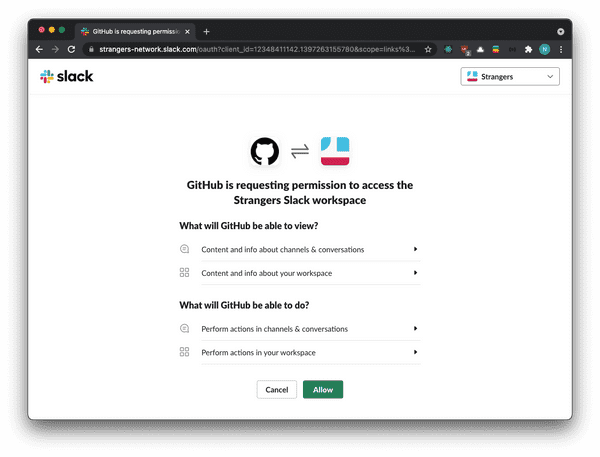 GitHub is requesting permissi
strangers-network.slack.com/oauth?client_id=12348411142.1397263155780&scope=links%3...
N
slack
Strangers
GitHub is requesting permission to access the
Strangers Slack workspace
What will GitHub be able to view?
Content and info about channels & conversations
Content and info about your workspace
What will GitHub be able to do?
Perform actions in channels & conversations
Perform actions in your workspace
Cancel
Allow